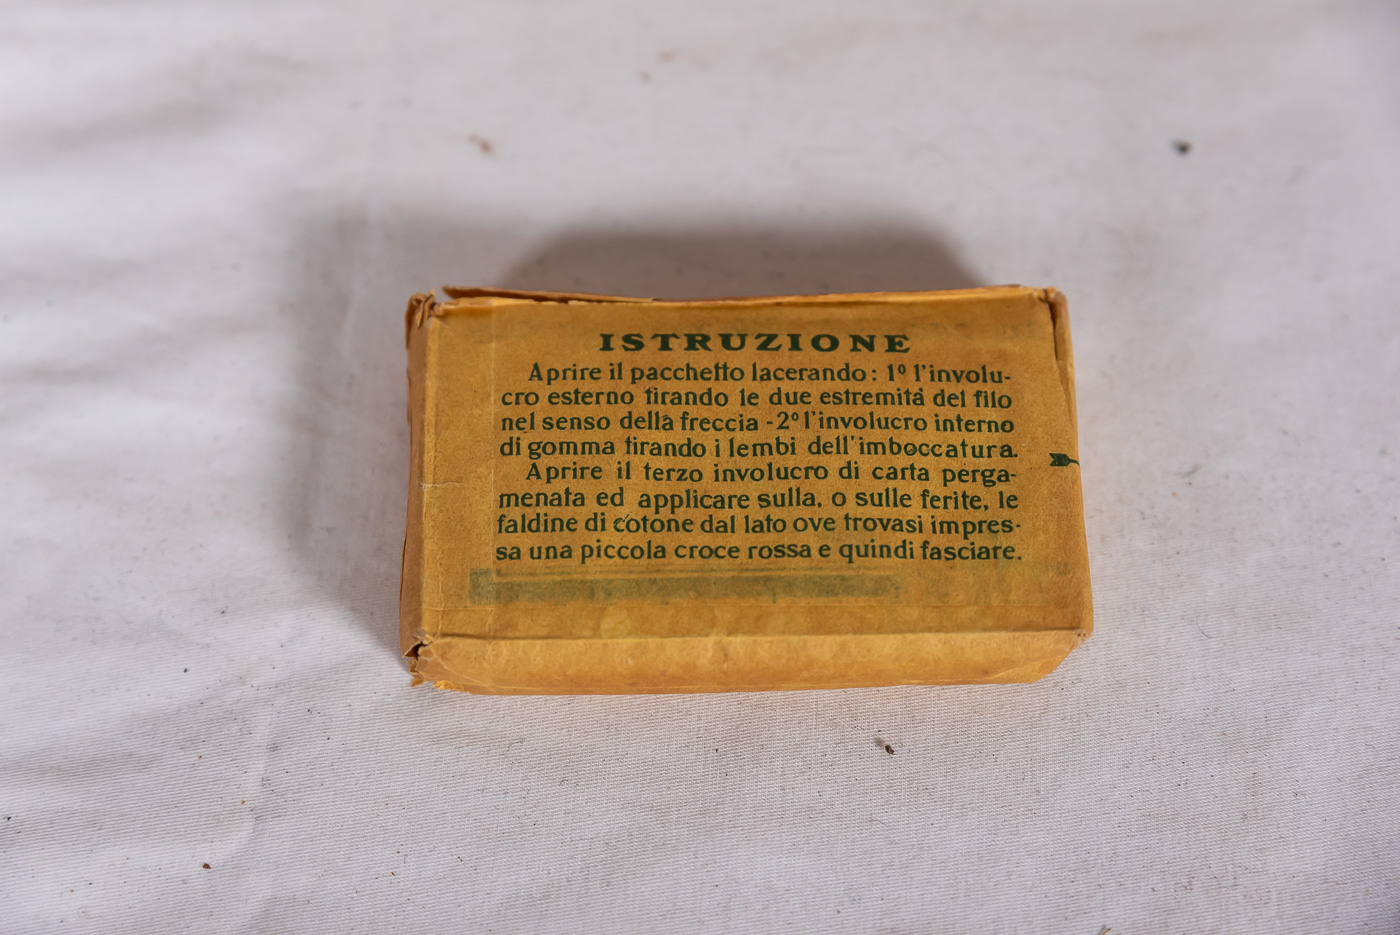 ISTRUZIONE
Aprire il pacchetto lacerando: 1º l'involu-
cro esterno tirando le due estremità del filo
nel senso della freccia - 2º l'involucro interno
di gomma tirando i lembi dell'imboccatura.
Aprire il terzo involucro di carta perga-
menata ed applicare sulla, o sulle ferite, le
faldine di cotone dal lato ove trovasi impres-
sa una piccola croce rossa e quindi fasciare.